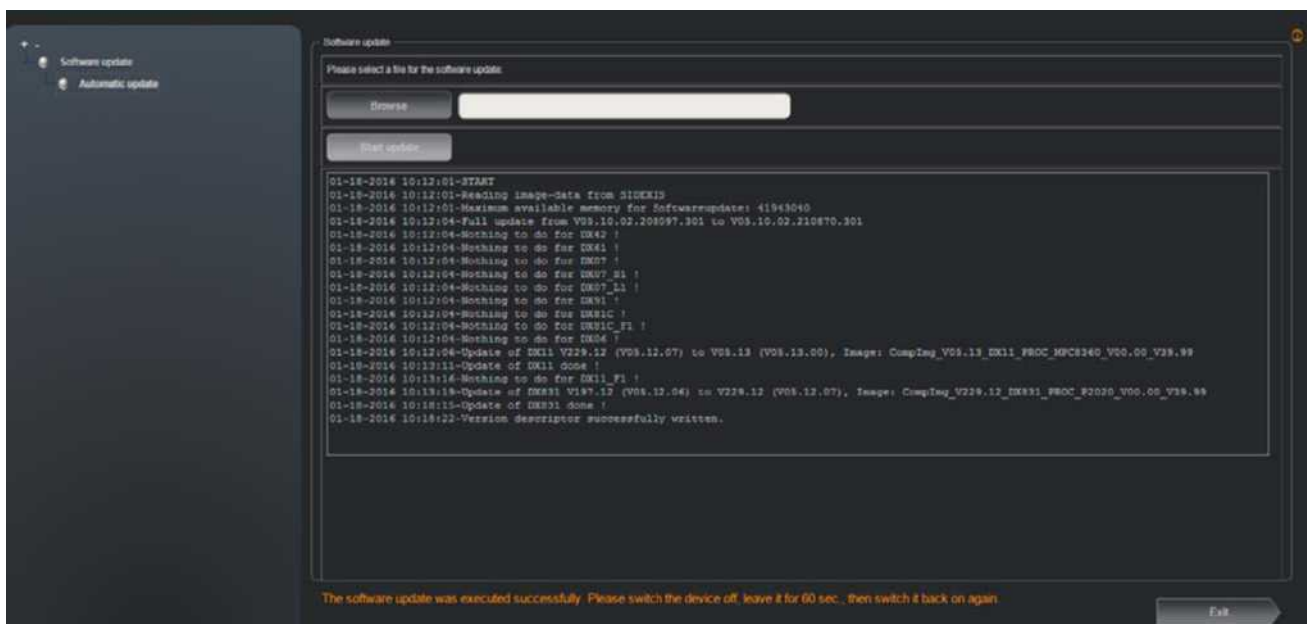 + -
Software update
Automatic update
Software update
Please select a file for the software update.
Browse
Start update
01-18-2016 10:12:01-START
01-18-2016 10:12:01-Reading image-data from SIDEXIS
01-18-2016 10:12:01-Maximum available memory for Softwareupdate: 41943040
01-18-2016 10:12:04-Full update from V05.10.02.208097.301 to V05.10.02.210870.301
01-18-2016 10:12:04-Nothing to do for DX42 !
01-18-2016 10:12:04-Nothing to do for DX61 !
01-18-2016 10:12:04-Nothing to do for DX07 !
01-18-2016 10:12:04-Nothing to do for DX07_S1 !
01-18-2016 10:12:04-Nothing to do for DX07_L1 !
01-18-2016 10:12:04-Nothing to do for DX91 !
01-18-2016 10:12:04-Nothing to do for DX81C !
01-18-2016 10:12:04-Nothing to do for DX81C_F1 !
01-18-2016 10:12:04-Nothing to do for DX06 !
01-18-2016 10:12:06-Update of DX11 V229.12 (V05.12.07) to V05.13 (V05.13.00), Image: CompImg_V05.13_DX11_PROC_MPC8360_V00.00_V39.99
01-18-2016 10:13:11-Update of DX11 done !
01-18-2016 10:13:16-Nothing to do for DX11_F1 !
01-18-2016 10:13:19-Update of DX831 V197.12 (V05.12.06) to V229.12 (V05.12.07), Image: CompImg_V229.12_DX831_PROC_P2020_V00.00_V39.99
01-18-2016 10:18:15-Update of DX831 done !
01-18-2016 10:18:22-Version descriptor successfully written.
The software update was executed successfully. Please switch the device off, leave it for 60 sec., then switch it back on again.
Exit